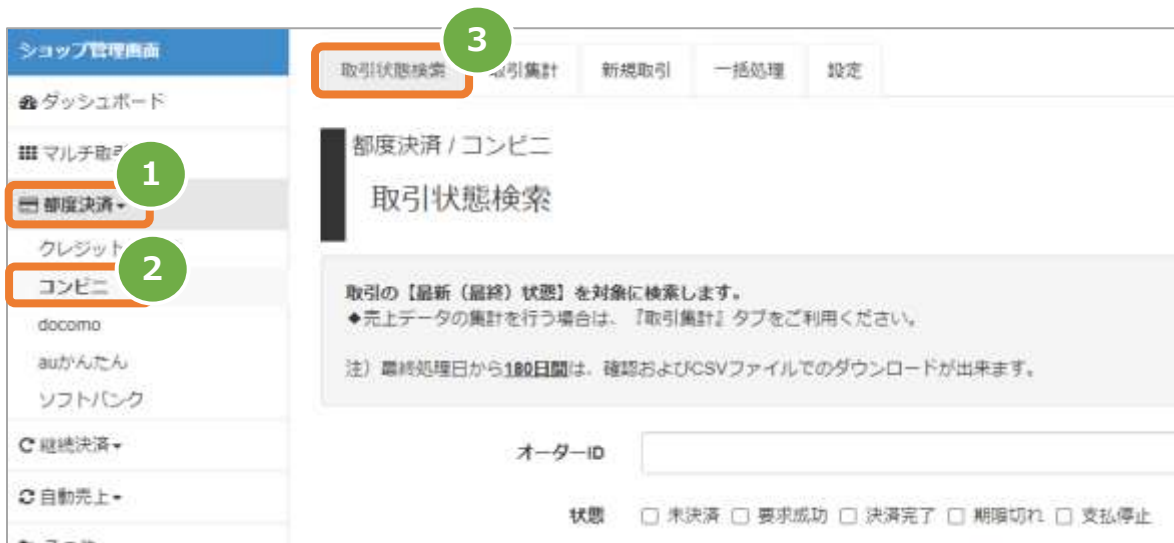 ショップ管理画面
ダッシュボード
マルチ取
1
都度決済
クレジット
2
コンビニ
docomo
auかんたん
ソフトバンク
継続決済
自動売上
3
取引状態検索
取引集計
新規取引
一括処理
設定
都度決済 / コンビニ
取引状態検索
取引の【最新（最終）状態】を対象に検索します。
◆売上データの集計を行う場合は、『取引集計』タブをご利用ください。
注）最終処理日から180日間は、確認およびCSVファイルでのダウンロードが出来ます。
オーダーID
状態 未決済 要求成功 決済完了 期限切れ 支払停止